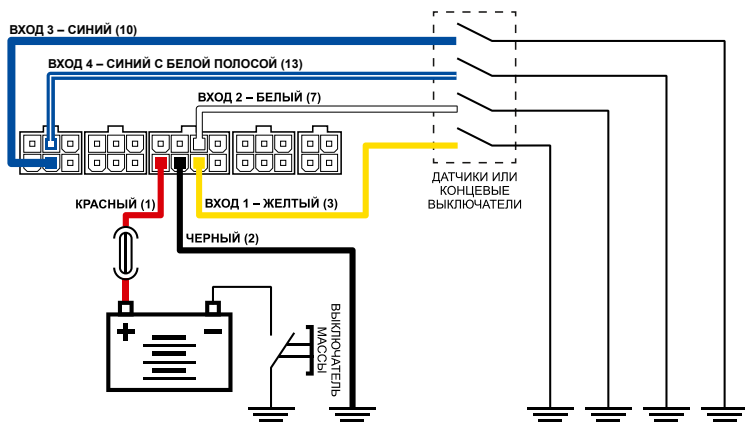 ВХОД 3 – СИНИЙ (10)
ВХОД 4 – СИНИЙ С БЕЛОЙ ПОЛОСОЙ (13)
ВХОД 2 – БЕЛЫЙ (7)
ДАТЧИКИ ИЛИ
КОНЦЕВЫЕ
ВЫКЛЮЧАТЕЛИ
КРАСНЫЙ (1)
ВХОД 1 – ЖЕЛТЫЙ (3)
ЧЕРНЫЙ (2)
ВЫКЛЮЧАТЕЛЬ
МАССЫ
+ –